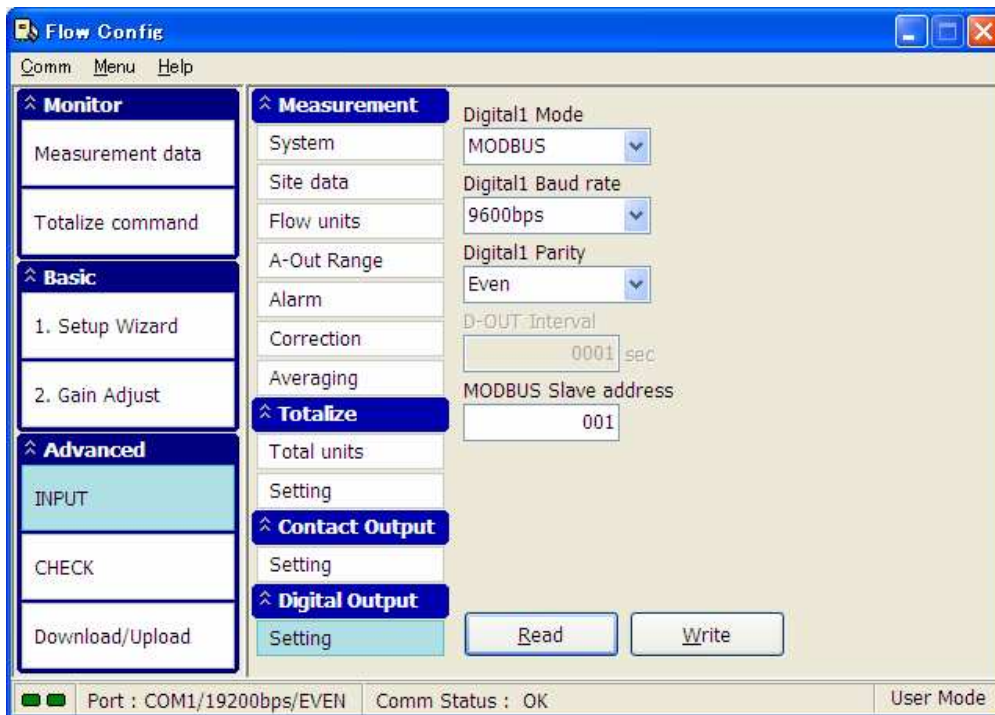 Flow Config
Comm Menu Help
Monitor
Measurement data
Totalize command
Basic
1. Setup Wizard
2. Gain Adjust
Advanced
INPUT
CHECK
Download/Upload
Measurement
System
Site data
Flow units
A-Out Range
Alarm
Correction
Averaging
Totalize
Total units
Setting
Contact Output
Setting
Digital Output
Setting
Digital1 Mode
MODBUS
Digital1 Baud rate
9600bps
Digital1 Parity
Even
D-OUT Interval
0001 sec
MODBUS Slave address
001
Read Write
Port : COM1/19200bps/EVEN Comm Status : OK User Mode